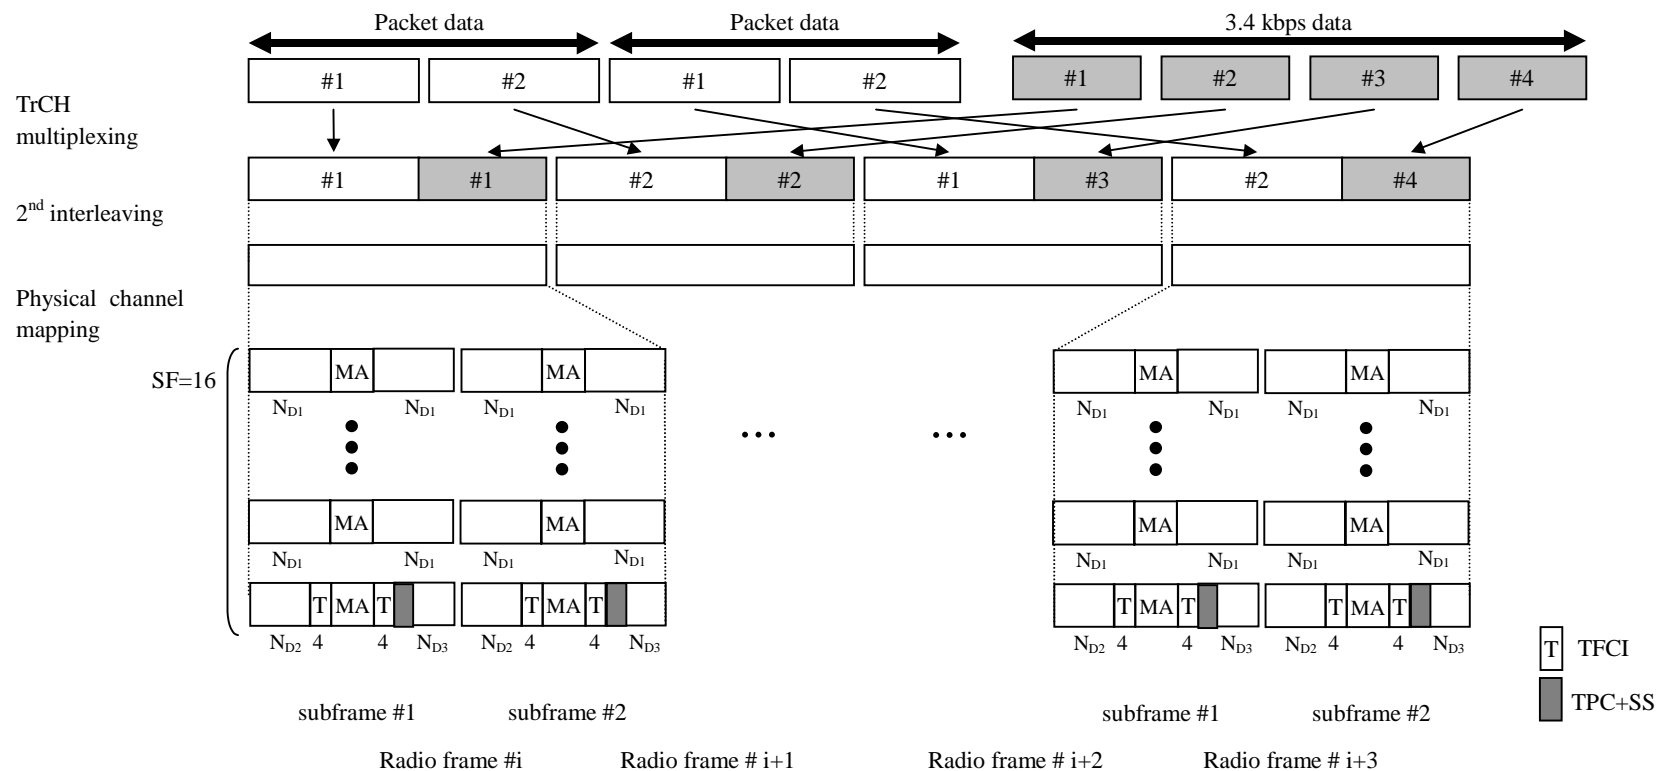 Packet data Packet data 3.4 kbps data
#1 #2 #1 #2 #1 #2 #3 #4
TrCH
multiplexing
#1 #1 #2 #2 #1 #3 #2 #4
2nd interleaving
Physical channel
mapping
SF=16
MA MA MA MA
ND1 ND1 ND1 ND1 ND1 ND1 ND1 ND1
... ...
MA MA MA MA
ND1 ND1 ND1 ND1 ND1 ND1 ND1 ND1
T MA T T MA T T MA T T MA T
ND2 4 4 ND3 ND2 4 4 ND3 ND2 4 4 ND3 ND2 4 4 ND3
T TFCI
TPC+SS
subframe #1 subframe #2 subframe #1 subframe #2
Radio frame #i Radio frame # i+1 Radio frame # i+2 Radio frame # i+3